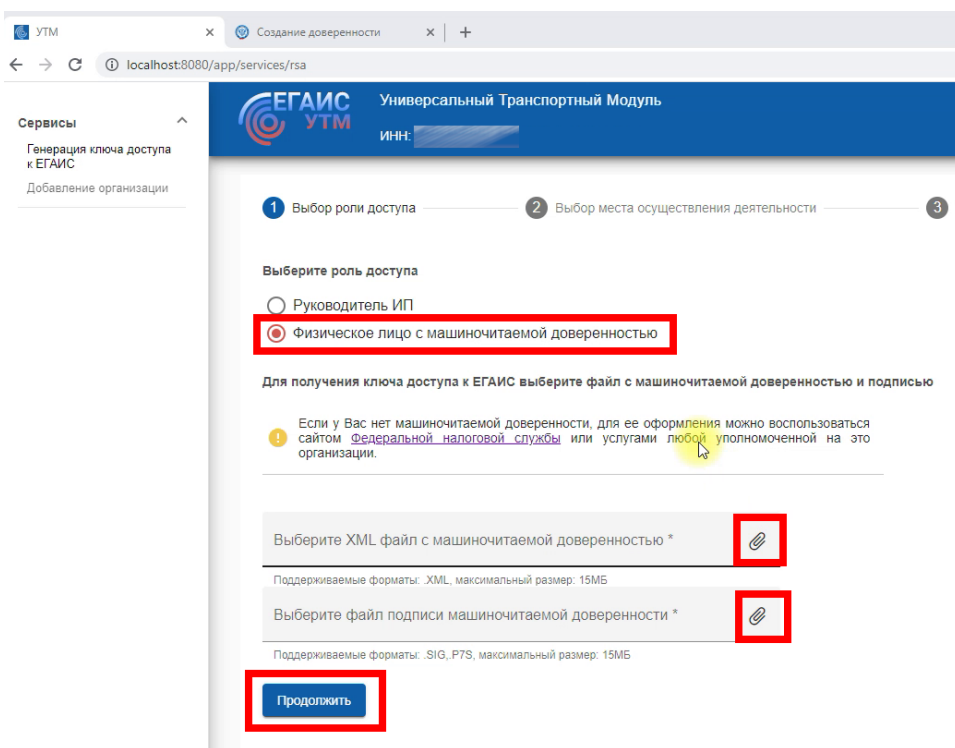 УТМ
Создание доверенности
localhost:8080/app/services/rsa
Сервисы
Генерация ключа доступа
к ЕГАИС
Добавление организации
ЕГАИС
УТМ
Универсальный Транспортный Модуль
ИНН:
1 Выбор роли доступа
2 Выбор места осуществления деятельности
3
Выберите роль доступа
Руководитель ИП
Физическое лицо с машиночитаемой доверенностью
Для получения ключа доступа к ЕГАИС выберите файл с машиночитаемой доверенностью и подписью
Если у Вас нет машиночитаемой доверенности, для ее оформления можно воспользоваться
сайтом Федеральной налоговой службы или услугами любой уполномоченной на это
организации.
Выберите XML файл с машиночитаемой доверенностью *
Поддерживаемые форматы: .XML, максимальный размер: 15МБ
Выберите файл подписи машиночитаемой доверенности *
Поддерживаемые форматы: .SIG,.P7S, максимальный размер: 15МБ
Продолжить